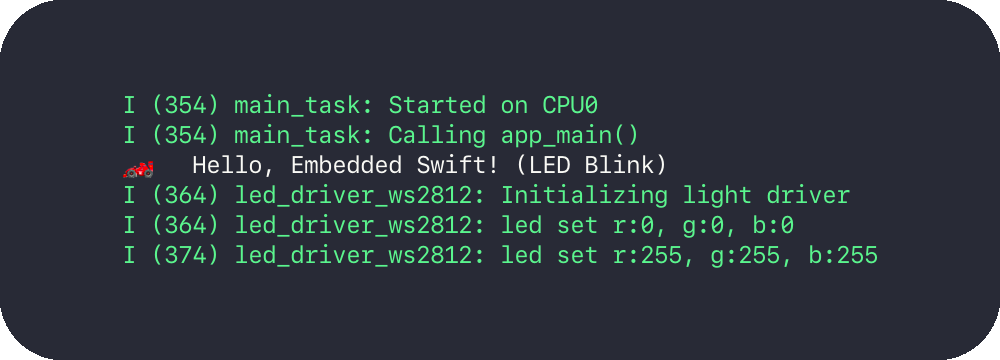 I (354) main_task: Started on CPU0
I (354) main_task: Calling app_main()
🏎️   Hello, Embedded Swift! (LED Blink)
I (364) led_driver_ws2812: Initializing light driver
I (364) led_driver_ws2812: led set r:0, g:0, b:0
I (374) led_driver_ws2812: led set r:255, g:255, b:255